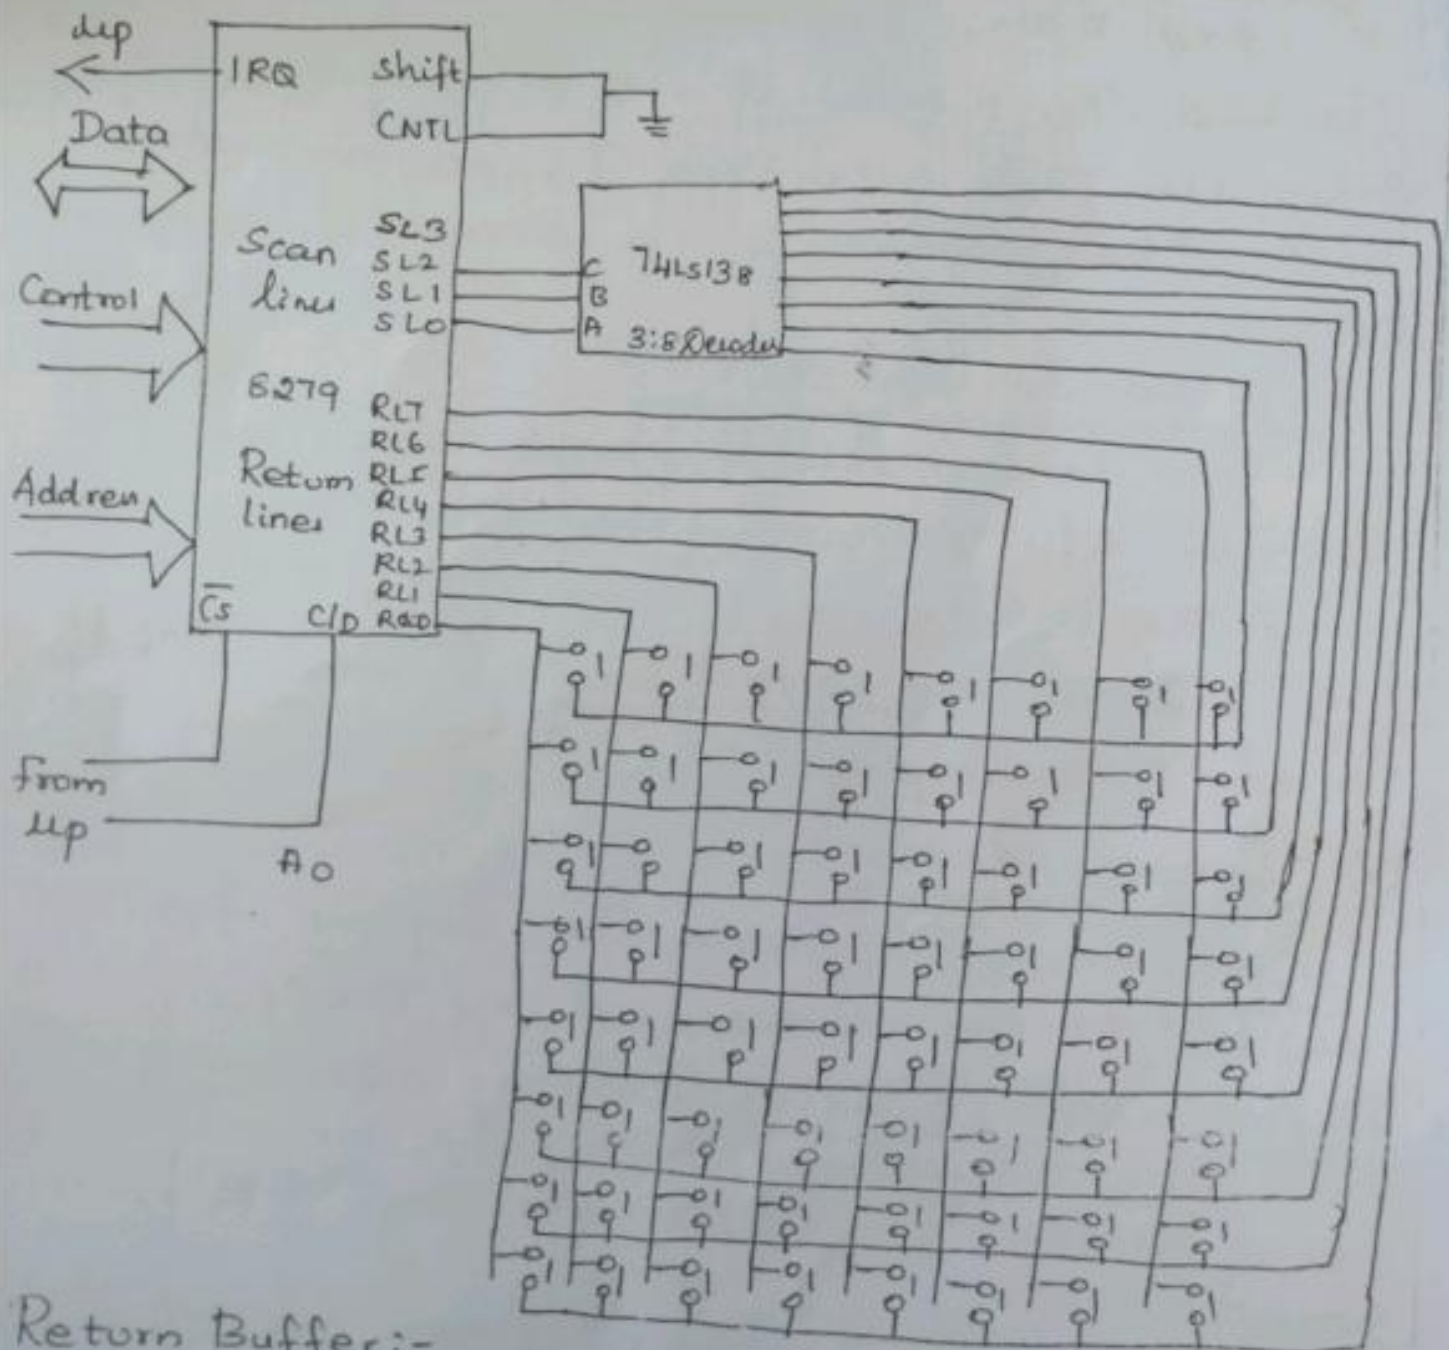 μp
IRQ
shift
CNTL
Data
Scan
lines
SL3
SL2
SL1
SL0
C
B
A
74LS138
3:8 Decoder
Control
8279
Return
lines
RL7
RL6
RL5
RL4
RL3
RL2
RL1
RL0
Address
CS
C/D
from
μp
A0
Return Buffer:-